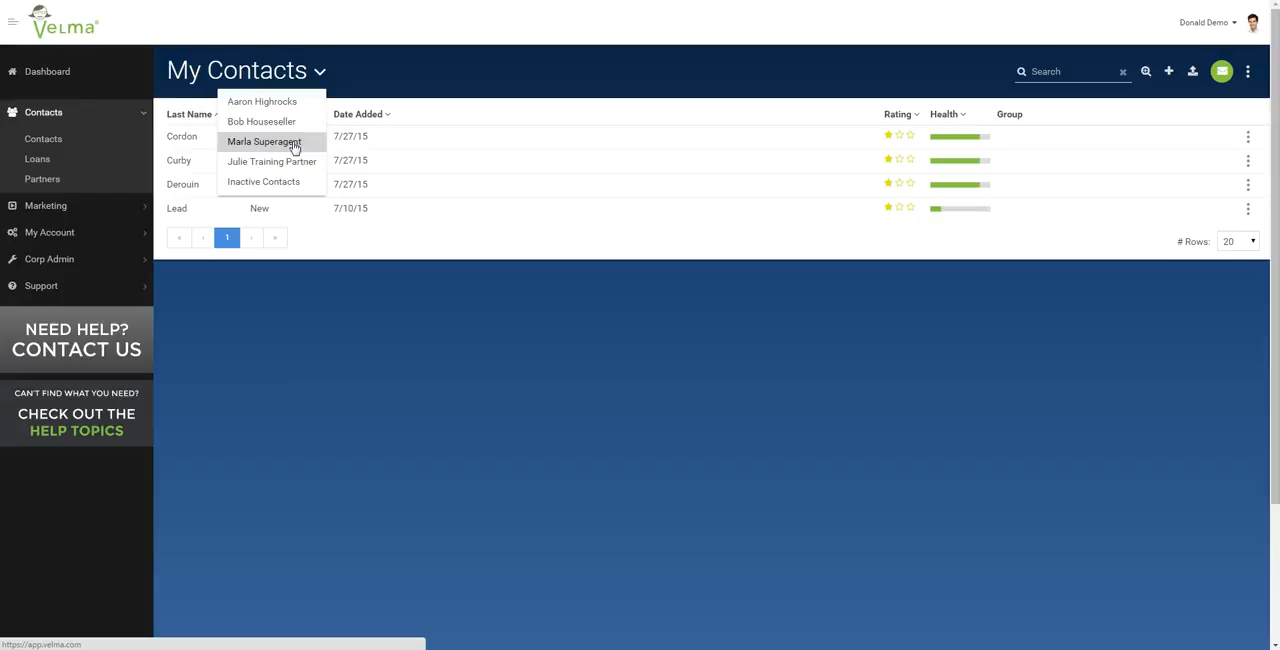 Velma®
Donald Demo
Dashboard
Contacts
Contacts
Loans
Partners
Marketing
My Account
Corp Admin
Support
NEED HELP?
CONTACT US
CAN'T FIND WHAT YOU NEED?
CHECK OUT THE
HELP TOPICS
My Contacts
Search
Last Name
Date Added
Rating
Health
Group
Aaron Highrocks
Bob Houseseller
Marla Superagent
Julie Training Partner
Inactive Contacts
Cordon
7/27/15
Curby
7/27/15
Derouin
7/27/15
Lead New 7/10/15
« ‹ 1 › »
# Rows: 20
https://app.velma.com